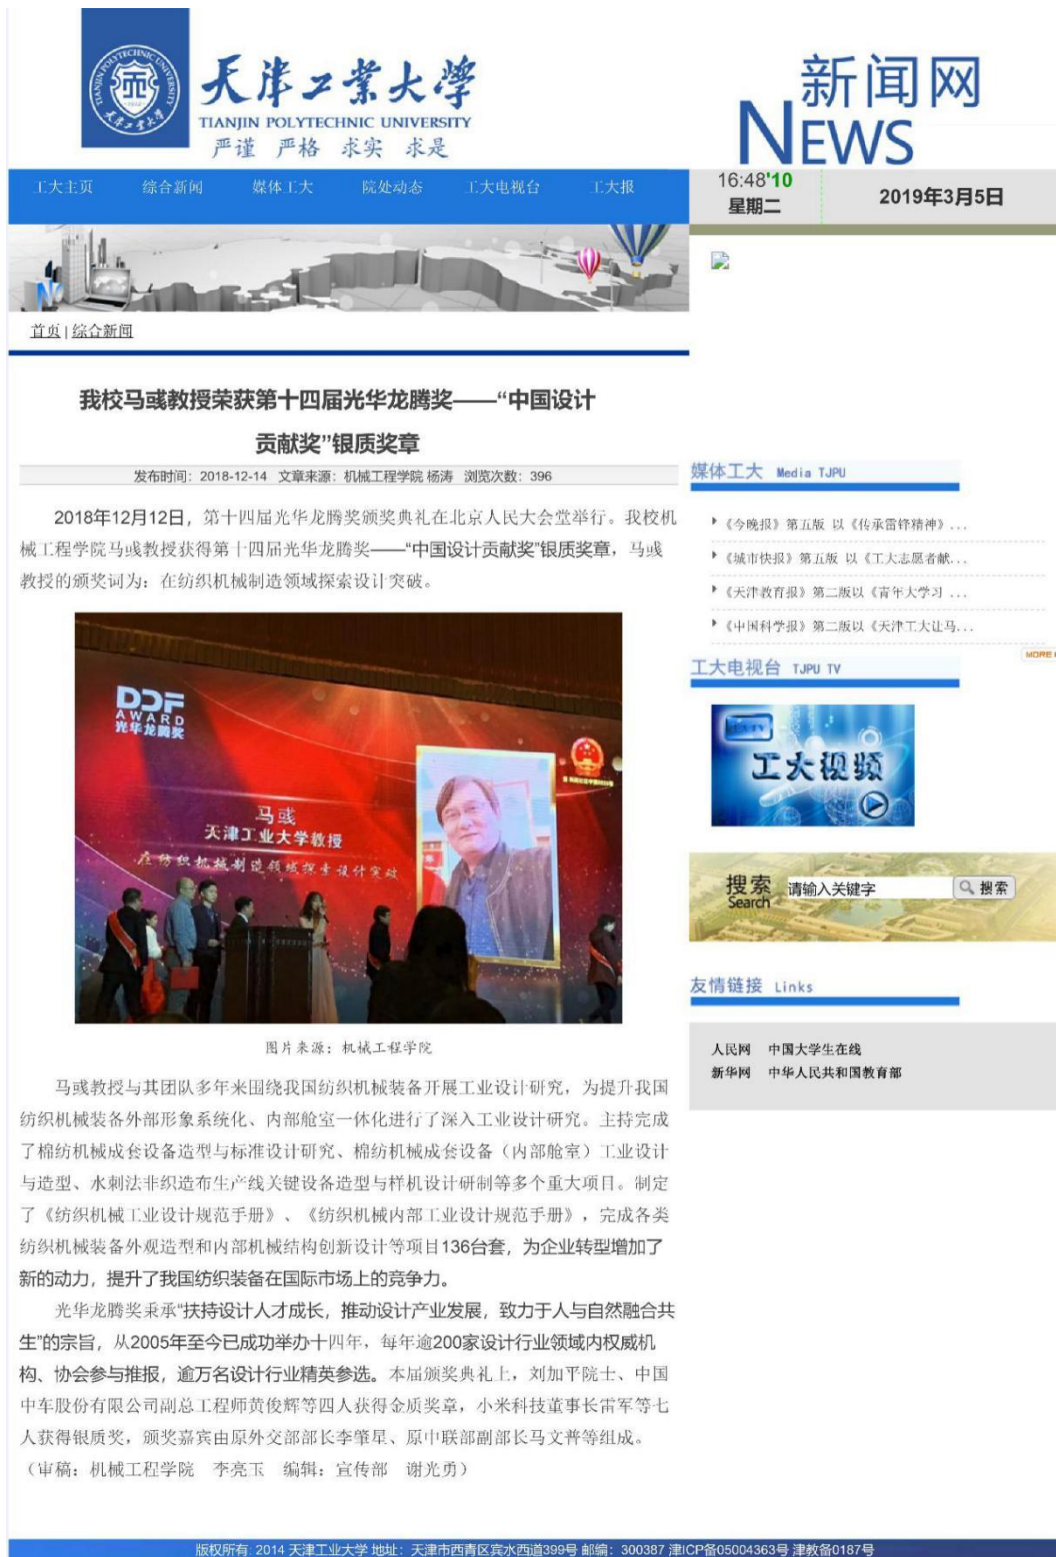 天津工业大学
TIANJIN POLYTECHNIC UNIVERSITY
严谨 严格 求实 求是
新闻网
NEWS
工大主页 综合新闻 媒体工大 院处动态 工大电视台 工大报
16:48'10
星期二
2019年3月5日
首页 | 综合新闻
我校马彧教授荣获第十四届光华龙腾奖——“中国设计
贡献奖”银质奖章
发布时间：2018-12-14 文章来源：机械工程学院 杨涛 浏览次数：396
2018年12月12日，第十四届光华龙腾奖颁奖典礼在北京人民大会堂举行。我校机
械工程学院马彧教授获得第十四届光华龙腾奖——“中国设计贡献奖”银质奖章，马彧
教授的颁奖词为：在纺织机械制造领域探索设计突破。
DDF
AWARD
光华龙腾奖
马彧
天津工业大学教授
在纺织机械制造领域探索设计突破
图片来源：机械工程学院
马彧教授与其团队多年来围绕我国纺织机械装备开展工业设计研究，为提升我国
纺织机械装备外部形象系统化、内部舱室一体化进行了深入工业设计研究。主持完成
了棉纺机械成套设备造型与标准设计研究、棉纺机械成套设备（内部舱室）工业设计
与造型、水刺法非织造布生产线关键设备造型与样机设计研制等多个重大项目。制定
了《纺织机械工业设计规范手册》、《纺织机械内部工业设计规范手册》，完成各类
纺织机械装备外观造型和内部机械结构创新设计等项目136台套，为企业转型增加了
新的动力，提升了我国纺织装备在国际市场上的竞争力。
光华龙腾奖秉承“扶持设计人才成长，推动设计产业发展，致力于人与自然融合共
生”的宗旨，从2005年至今已成功举办十四年，每年逾200家设计行业领域内权威机
构、协会参与推报，逾万名设计行业精英参选。本届颁奖典礼上，刘加平院士、中国
中车股份有限公司副总工程师黄俊辉等四人获得金质奖章，小米科技董事长雷军等七
人获得银质奖，颁奖嘉宾由原外交部部长李肇星、原中联部副部长马文普等组成。
（审稿：机械工程学院 李亮玉 编辑：宣传部 谢光勇）
媒体工大 Media TJPU
《今晚报》第五版 以《传承雷锋精神》...
《城市快报》第五版 以《工大志愿者献...
《天津教育报》第二版以《青年大学习 ...
《中国科学报》第二版以《天津工大让马...
MORE
工大电视台 TJPU TV
工大视频
搜索
Search
请输入关键字
搜索
友情链接 Links
人民网 中国大学生在线
新华网 中华人民共和国教育部
版权所有: 2014 天津工业大学 地址：天津市西青区宾水西道399号 邮编：300387 津ICP备05004363号 津教备0187号